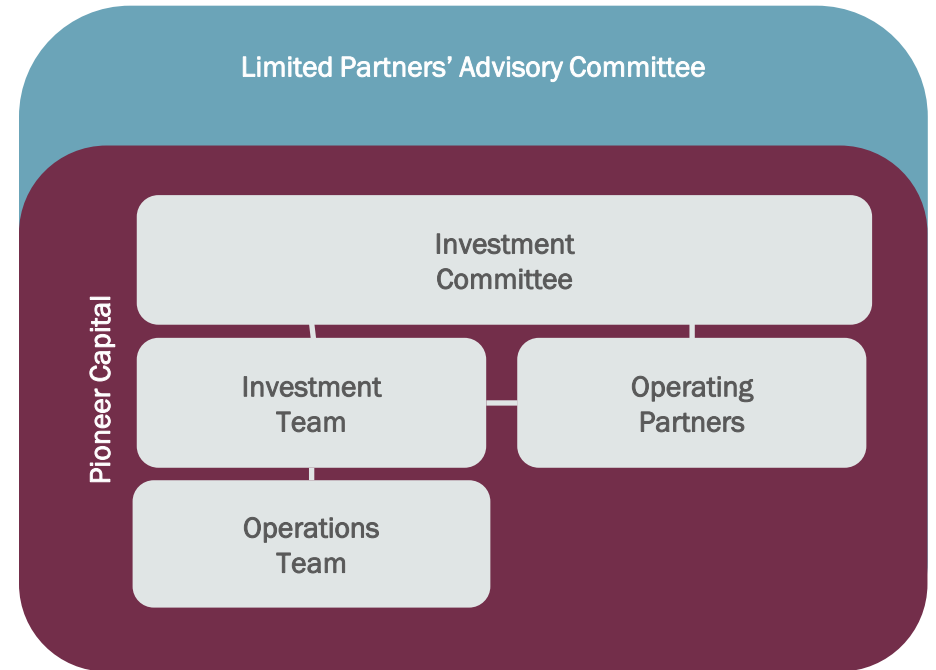 Limited Partners’ Advisory Committee
Investment
Committee
Pioneer Capital
Investment
Team
Operating
Partners
Operations
Team